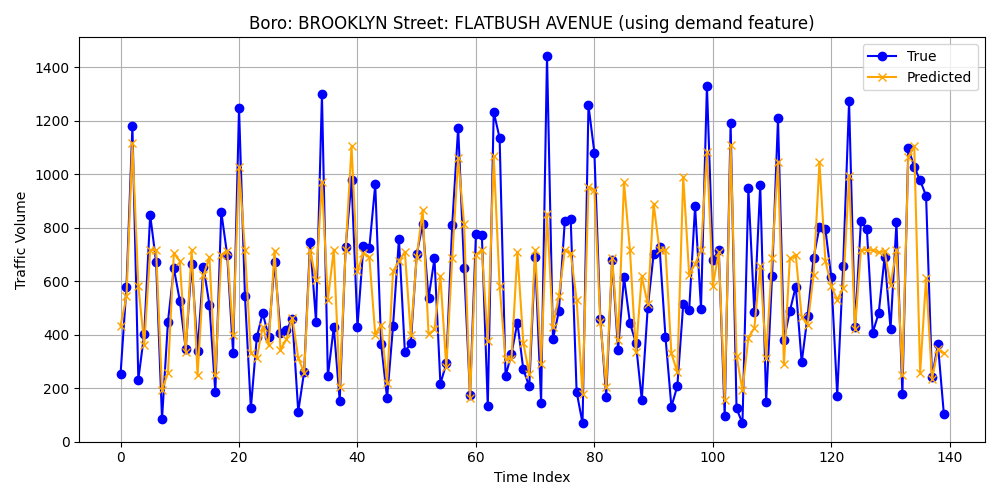 Boro: BROOKLYN Street: FLATBUSH AVENUE (using demand feature)
True
Predicted
Traffic Volume
1400
1200
1000
800
600
400
200
0
0 20 40 60 80 100 120 140
Time Index